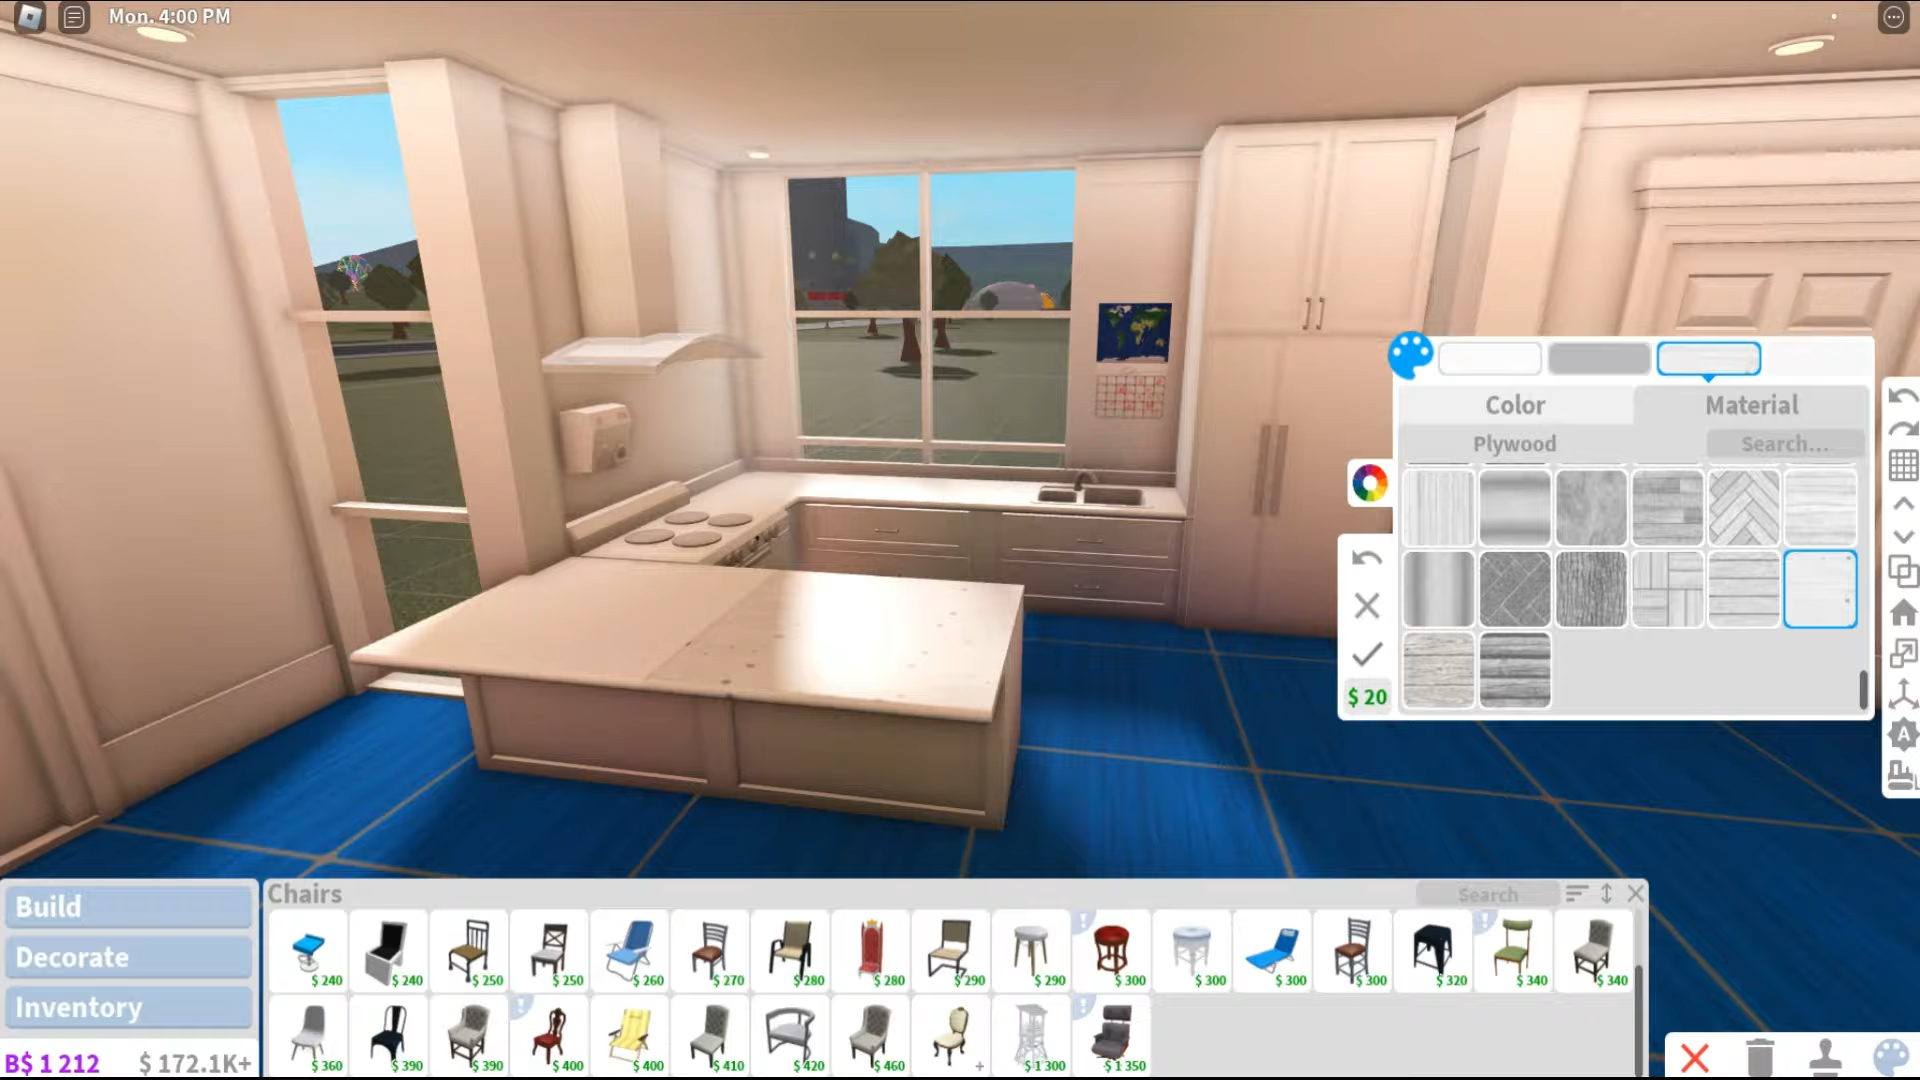 Mon. 4:00 PM
Color
Material
Plywood
Search...
$ 20
A
Build
Decorate
Inventory
B$ 1 212
$ 172.1K+
Chairs
Search
$ 240
$ 240
$ 250
$ 250
$ 260
$ 270
$ 280
$ 280
$ 290
$ 290
$ 300
$ 300
$ 300
$ 300
$ 320
$ 340
$ 340
$ 360
$ 390
$ 390
$ 400
$ 400
$ 410
$ 420
$ 460
+
$ 1 300
$ 1 350